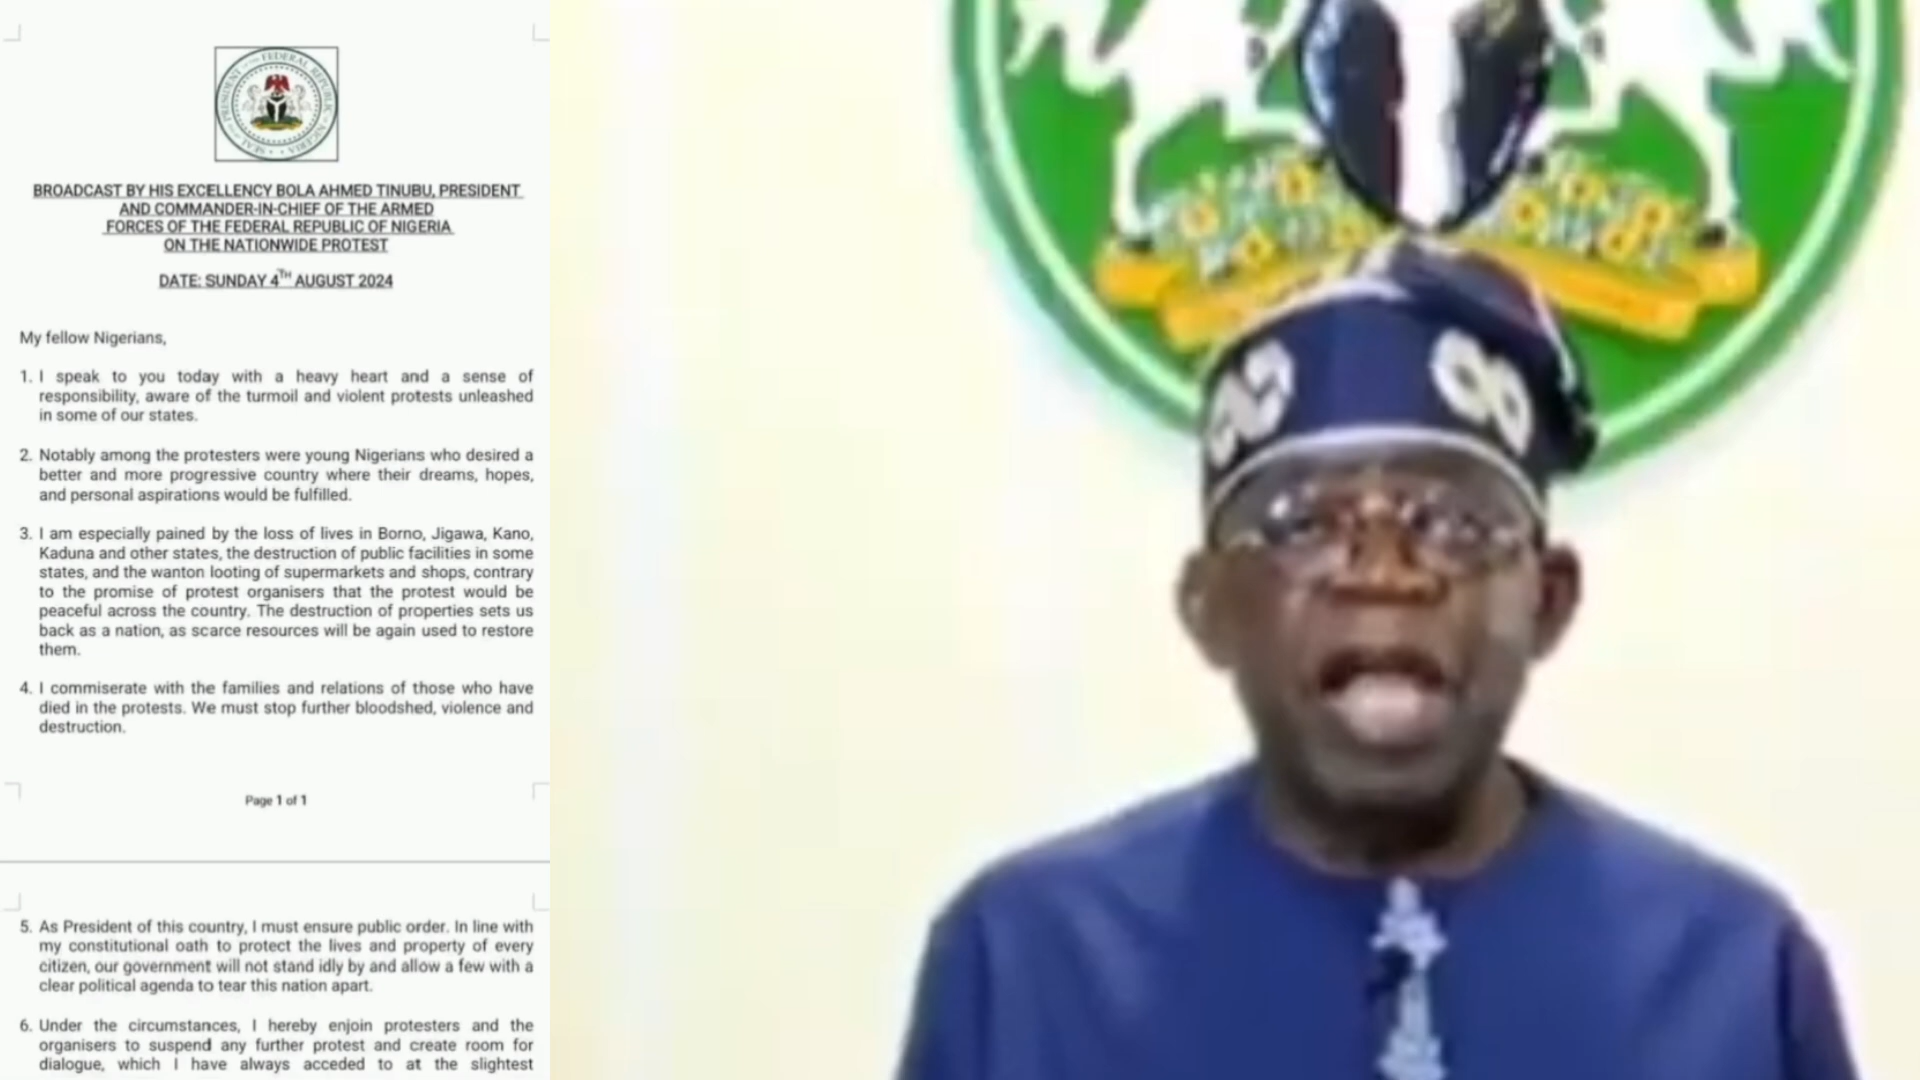 SEAL OF THE PRESIDENT OF THE FEDERAL REPUBLIC OF NIGERIA
BROADCAST BY HIS EXCELLENCY BOLA AHMED TINUBU, PRESIDENT
AND COMMANDER-IN-CHIEF OF THE ARMED
FORCES OF THE FEDERAL REPUBLIC OF NIGERIA
ON THE NATIONWIDE PROTEST
DATE: SUNDAY 4TH AUGUST 2024
My fellow Nigerians,
1. I speak to you today with a heavy heart and a sense of
responsibility, aware of the turmoil and violent protests unleashed
in some of our states.
2. Notably among the protesters were young Nigerians who desired a
better and more progressive country where their dreams, hopes,
and personal aspirations would be fulfilled.
3. I am especially pained by the loss of lives in Borno, Jigawa, Kano,
Kaduna and other states, the destruction of public facilities in some
states, and the wanton looting of supermarkets and shops, contrary
to the promise of protest organisers that the protest would be
peaceful across the country. The destruction of properties sets us
back as a nation, as scarce resources will be again used to restore
them.
4. I commiserate with the families and relations of those who have
died in the protests. We must stop further bloodshed, violence and
destruction.
Page 1 of 1
5. As President of this country, I must ensure public order. In line with
my constitutional oath to protect the lives and property of every
citizen, our government will not stand idly by and allow a few with a
clear political agenda to tear this nation apart.
6. Under the circumstances, I hereby enjoin protesters and the
organisers to suspend any further protest and create room for
dialogue, which I have always acceded to at the slightest